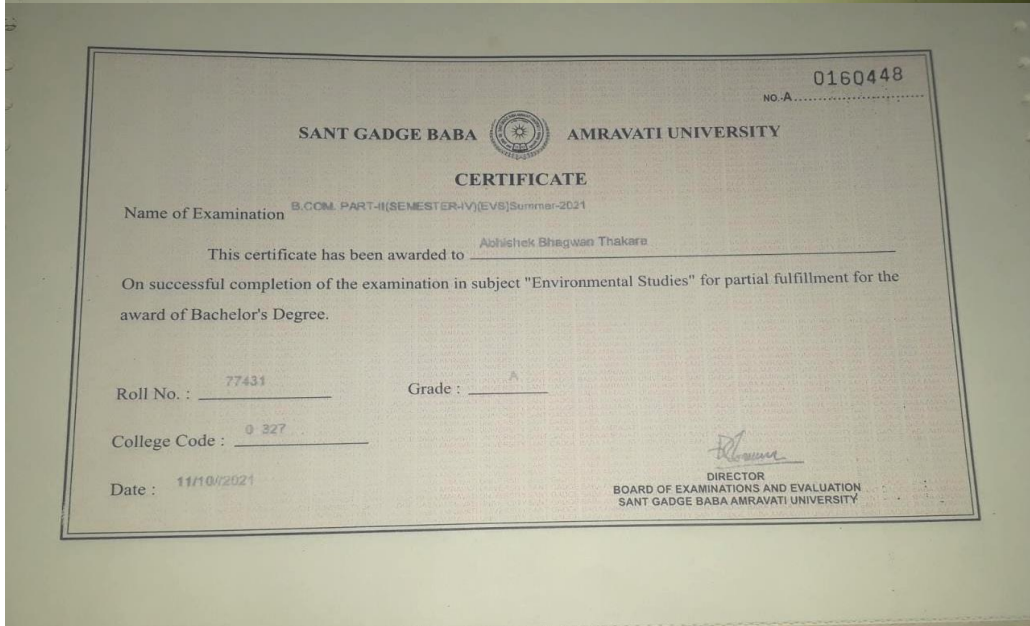 0160448
NO.-A..............................
SANT GADGE BABA AMRAVATI UNIVERSITY
CERTIFICATE
Name of Examination B.COM. PART-II(SEMESTER-IV)(EVS)Summer-2021
This certificate has been awarded to Abhishek Bhagwan Thakare
On successful completion of the examination in subject "Environmental Studies" for partial fulfillment for the
award of Bachelor's Degree.
Roll No. : 77431 Grade : A
College Code : 0 327
Date : 11/10//2021
DIRECTOR
BOARD OF EXAMINATIONS AND EVALUATION
SANT GADGE BABA AMRAVATI UNIVERSITY